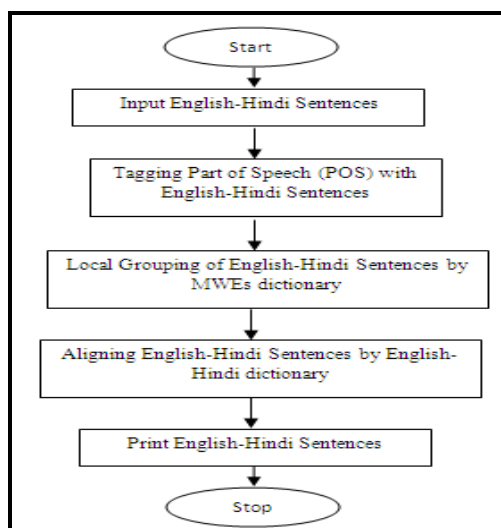 Start
Input English-Hindi Sentences
Tagging Part of Speech (POS) with
English-Hindi Sentences
Local Grouping of English-Hindi Sentences by
MWEs dictionary
Aligning English-Hindi Sentences by English-
Hindi dictionary
Print English-Hindi Sentences
Stop